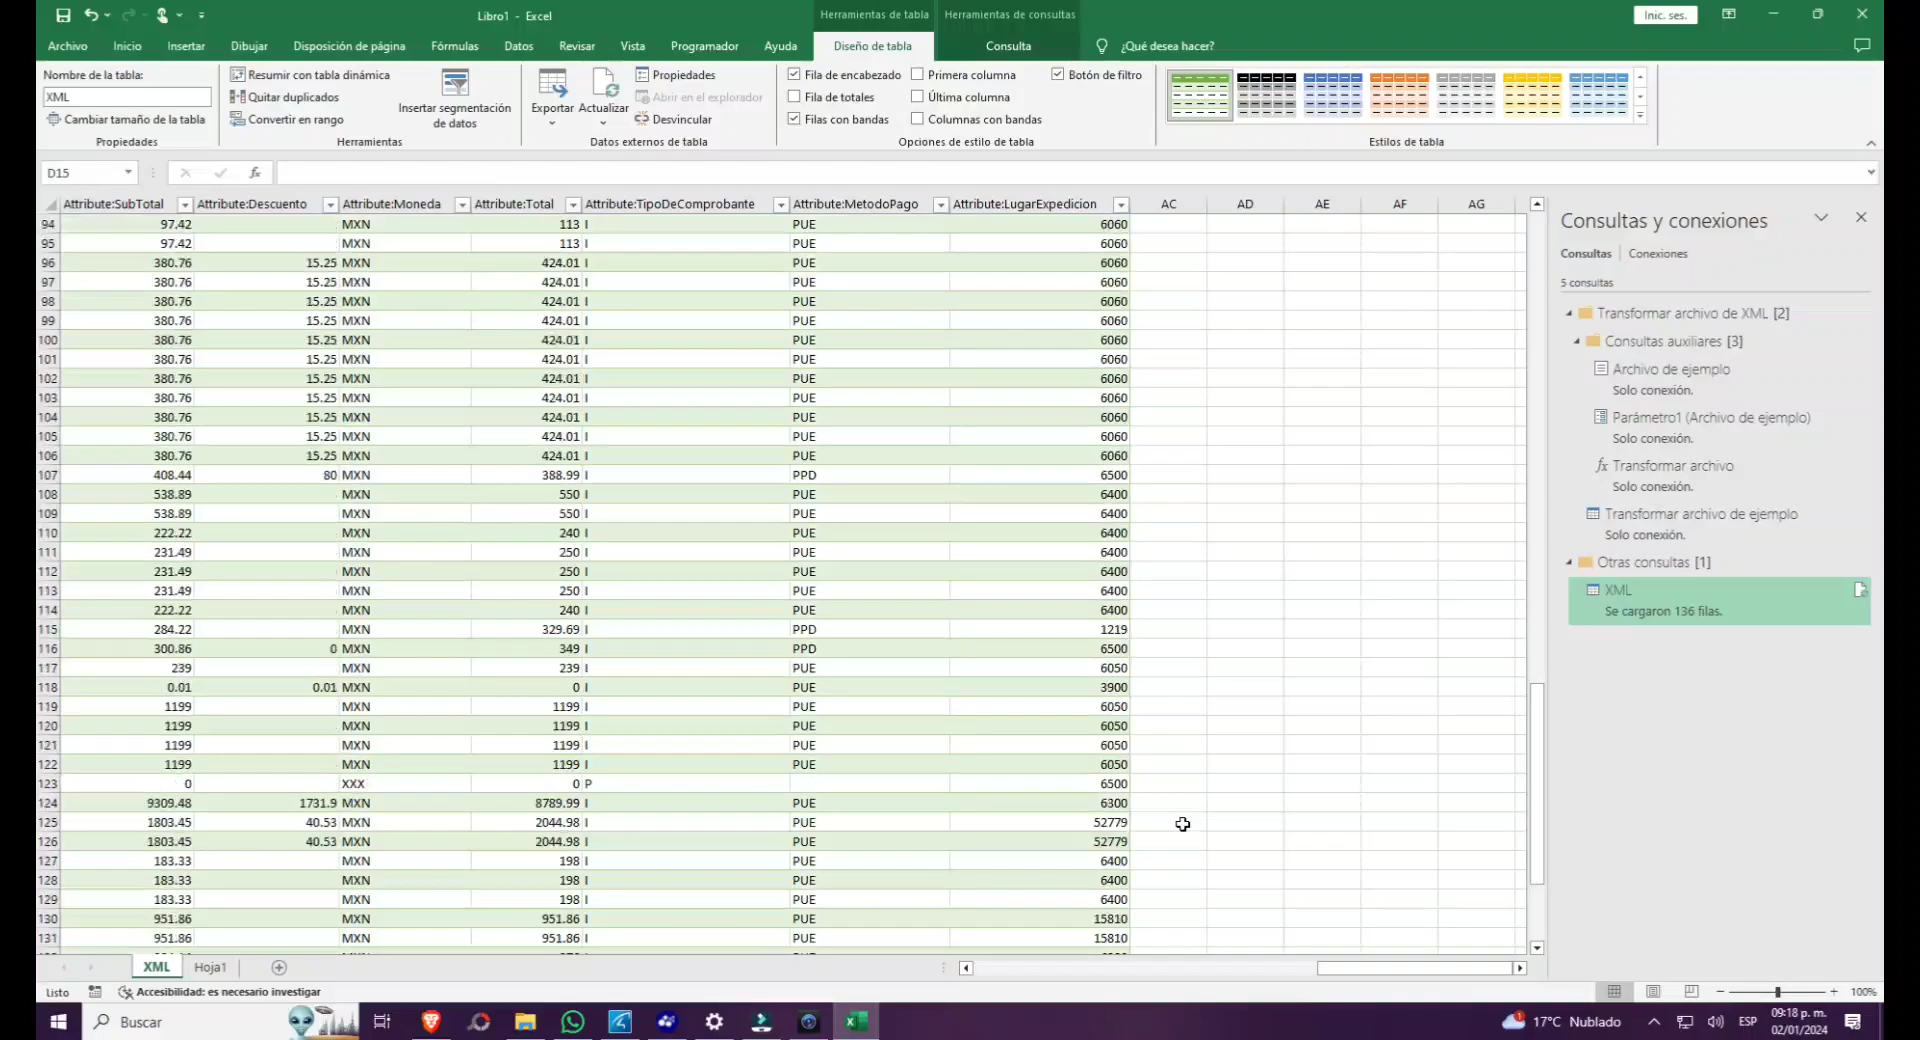 Libro1 - Excel
Herramientas de tabla
Herramientas de consultas
Inic. ses.
Archivo
Inicio
Insertar
Dibujar
Disposición de página
Fórmulas
Datos
Revisar
Vista
Programador
Ayuda
Diseño de tabla
Consulta
¿Qué desea hacer?
Nombre de la tabla:
XML
Cambiar tamaño de la tabla
Propiedades
Resumir con tabla dinámica
Quitar duplicados
Convertir en rango
Insertar segmentación
de datos
Herramientas
Exportar
Actualizar
Propiedades
Abrir en el explorador
Desvincular
Datos externos de tabla
Fila de encabezado
Fila de totales
Filas con bandas
Primera columna
Última columna
Columnas con bandas
Botón de filtro
Opciones de estilo de tabla
Estilos de tabla
D15
fx
Attribute:SubTotal Attribute:Descuento Attribute:Moneda Attribute:Total Attribute:TipoDeComprobante Attribute:MetodoPago Attribute:LugarExpedicion AC AD AE AF AG
94 97.42 MXN 113 I PUE 6060
95 97.42 MXN 113 I PUE 6060
96 380.76 15.25 MXN 424.01 I PUE 6060
97 380.76 15.25 MXN 424.01 I PUE 6060
98 380.76 15.25 MXN 424.01 I PUE 6060
99 380.76 15.25 MXN 424.01 I PUE 6060
100 380.76 15.25 MXN 424.01 I PUE 6060
101 380.76 15.25 MXN 424.01 I PUE 6060
102 380.76 15.25 MXN 424.01 I PUE 6060
103 380.76 15.25 MXN 424.01 I PUE 6060
104 380.76 15.25 MXN 424.01 I PUE 6060
105 380.76 15.25 MXN 424.01 I PUE 6060
106 380.76 15.25 MXN 424.01 I PUE 6060
107 408.44 80 MXN 388.99 I PPD 6500
108 538.89 MXN 550 I PUE 6400
109 538.89 MXN 550 I PUE 6400
110 222.22 MXN 240 I PUE 6400
111 231.49 MXN 250 I PUE 6400
112 231.49 MXN 250 I PUE 6400
113 231.49 MXN 250 I PUE 6400
114 222.22 MXN 240 I PUE 6400
115 284.22 MXN 329.69 I PPD 1219
116 300.86 0 MXN 349 I PPD 6500
117 239 MXN 239 I PUE 6050
118 0.01 0.01 MXN 0 I PUE 3900
119 1199 MXN 1199 I PUE 6050
120 1199 MXN 1199 I PUE 6050
121 1199 MXN 1199 I PUE 6050
122 1199 MXN 1199 I PUE 6050
123 0 XXX 0 P 6500
124 9309.48 1731.9 MXN 8789.99 I PUE 6300
125 1803.45 40.53 MXN 2044.98 I PUE 52779
126 1803.45 40.53 MXN 2044.98 I PUE 52779
127 183.33 MXN 198 I PUE 6400
128 183.33 MXN 198 I PUE 6400
129 183.33 MXN 198 I PUE 6400
130 951.86 MXN 951.86 I PUE 15810
131 951.86 MXN 951.86 I PUE 15810
Consultas y conexiones
Consultas
Conexiones
5 consultas
Transformar archivo de XML [2]
Consultas auxiliares [3]
Archivo de ejemplo
Solo conexión.
Parámetro1 (Archivo de ejemplo)
Solo conexión.
fx Transformar archivo
Solo conexión.
Transformar archivo de ejemplo
Solo conexión.
Otras consultas [1]
XML
Se cargaron 136 filas.
XML
Hoja1
Listo
Accesibilidad: es necesario investigar
100%
Buscar
17°C Nublado
ESP
09:18 p. m.
02/01/2024